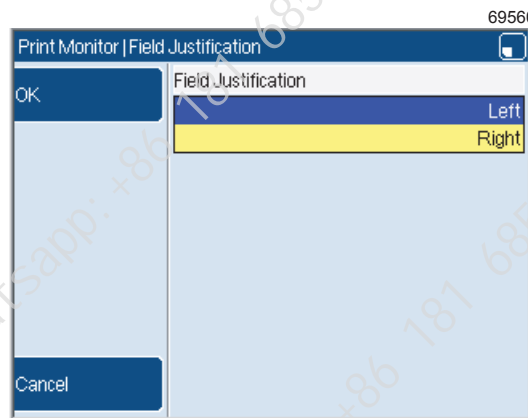 69560
Print Monitor | Field Justification
OK
Field Justification
Left
Right
Cancel